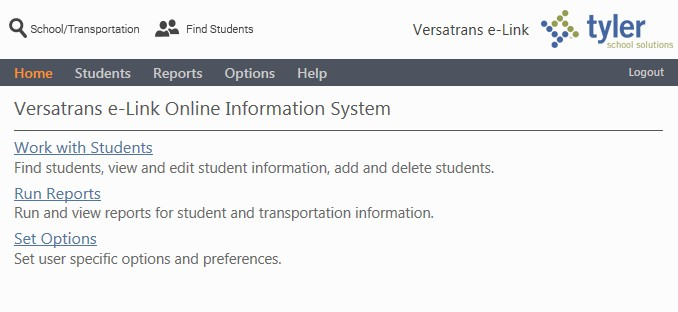 School/Transportation Find Students Versatrans e-Link tyler
school solutions
Home Students Reports Options Help Logout
Versatrans e-Link Online Information System
Work with Students
Find students, view and edit student information, add and delete students.
Run Reports
Run and view reports for student and transportation information.
Set Options
Set user specific options and preferences.